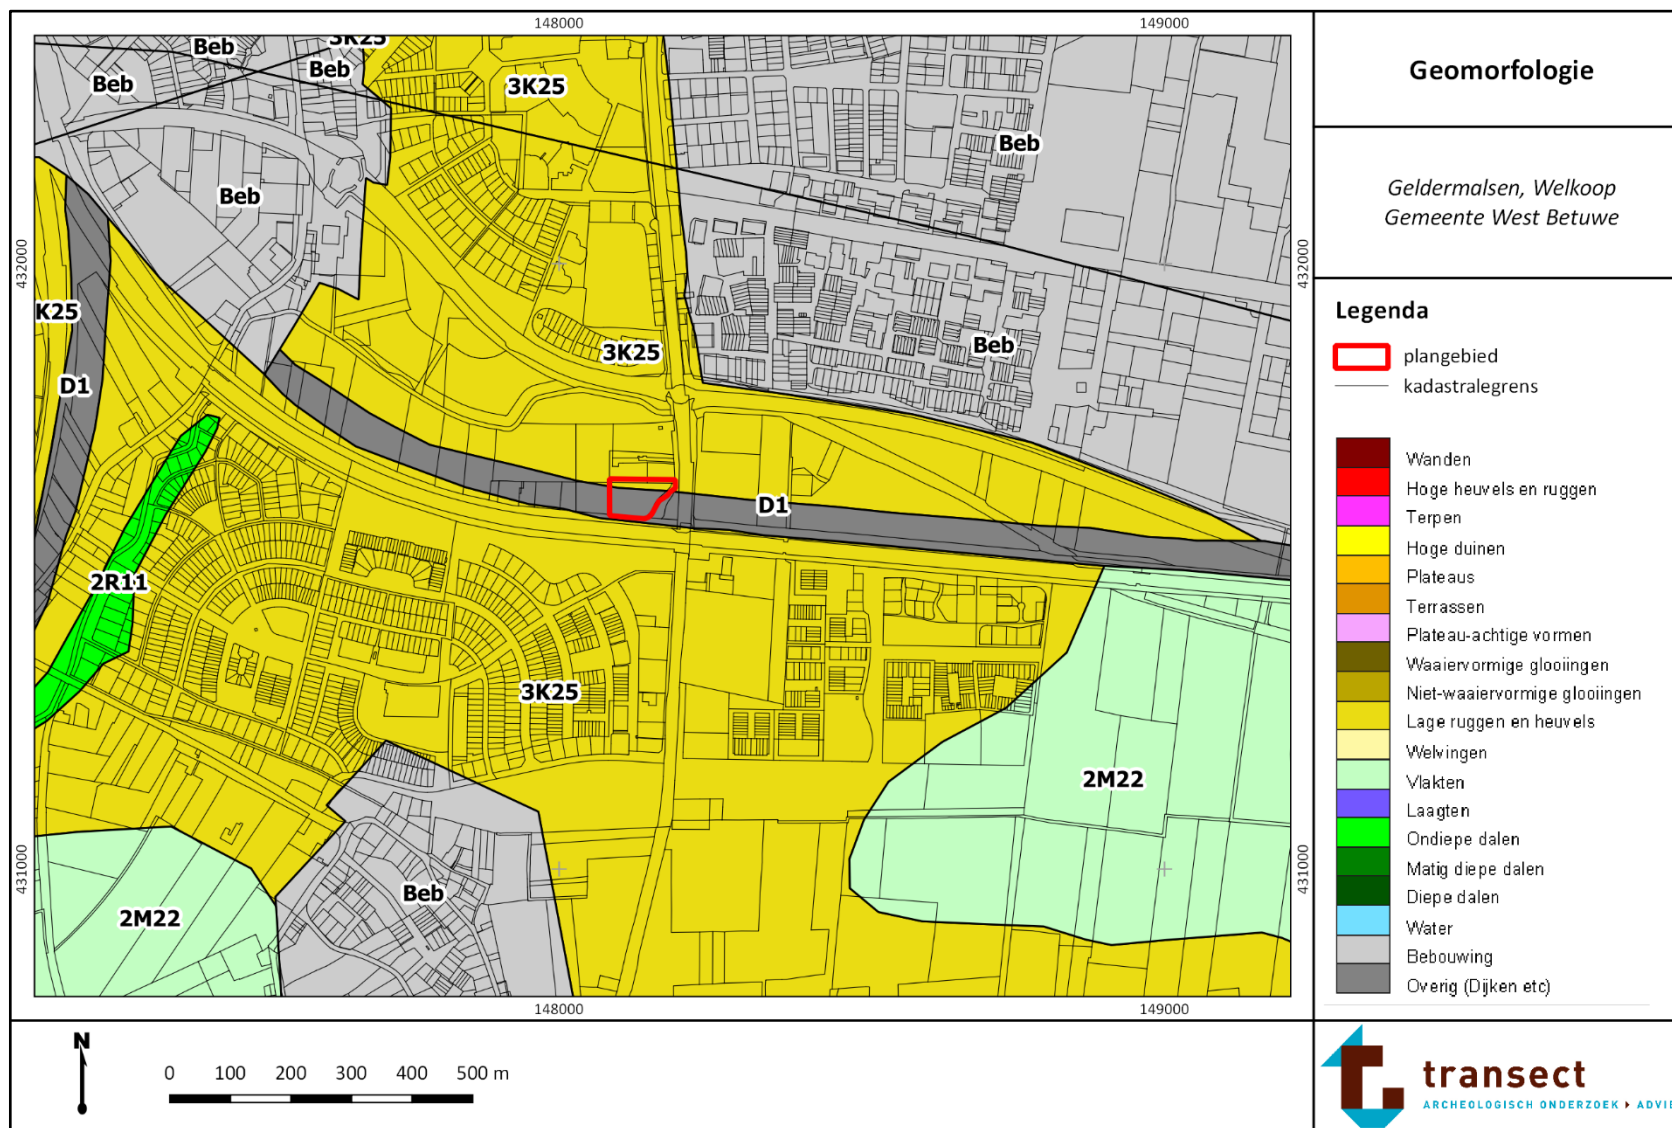 148000
149000
Beb
3K25
Beb
Beb
3K25
Beb
Beb
432000
432000
K25
3K25
Beb
D1
D1
2R11
3K25
2M22
431000
431000
Beb
2M22
148000
149000
N
0 100 200 300 400 500 m
Geomorfologie
Geldermalsen, Welkoop
Gemeente West Betuwe
Legenda
plangebied
kadastralegrens
Wanden
Hoge heuvels en ruggen
Terpen
Hoge duinen
Plateaus
Terrassen
Plateau-achtige vormen
Waaiervormige glooiingen
Niet-waaiervormige glooiingen
Lage ruggen en heuvels
Welvingen
Vlakten
Laagten
Ondiepe dalen
Matig diepe dalen
Diepe dalen
Water
Bebouwing
Overig (Dijken etc)
transect
ARCHEOLOGISCH ONDERZOEK ADVIE